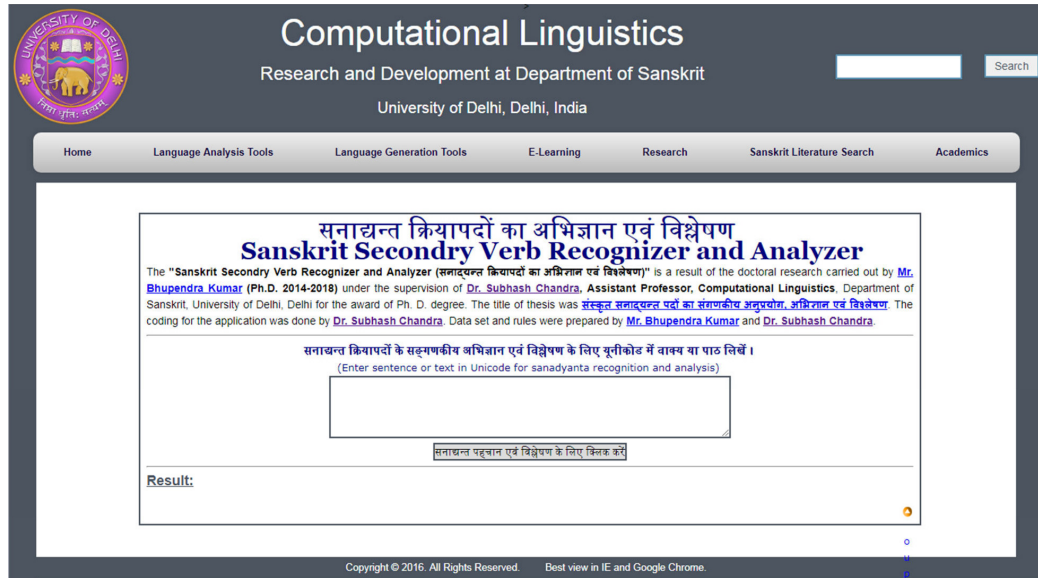 >
UNIVERSITY OF DELHI
Computational Linguistics
Research and Development at Department of Sanskrit
Search
University of Delhi, Delhi, India
Home Language Analysis Tools Language Generation Tools E-Learning Research Sanskrit Literature Search Academics
सनाद्यन्त क्रियापदों का अभिज्ञान एवं विश्लेषण
Sanskrit Secondry Verb Recognizer and Analyzer
The "Sanskrit Secondry Verb Recognizer and Analyzer (सनाद्यन्त क्रियापदों का अभिज्ञान एवं विश्लेषण)" is a result of the doctoral research carried out by Mr.
Bhupendra Kumar (Ph.D. 2014-2018) under the supervision of Dr. Subhash Chandra, Assistant Professor, Computational Linguistics, Department of
Sanskrit, University of Delhi, Delhi for the award of Ph. D. degree. The title of thesis was संस्कृत सनाद्यन्त पदों का संगणकीय अनुप्रयोग, अभिज्ञान एवं विश्लेषण. The
coding for the application was done by Dr. Subhash Chandra. Data set and rules were prepared by Mr. Bhupendra Kumar and Dr. Subhash Chandra.
सनाद्यन्त क्रियापदों के सङ्गणकीय अभिज्ञान एवं विश्लेषण के लिए यूनीकोड में वाक्य या पाठ लिखें ।
(Enter sentence or text in Unicode for sanadyanta recognition and analysis)
सनाद्यन्त पहचान एवं विश्लेषण के लिए क्लिक करें
Result:
o
u
p
Copyright © 2016. All Rights Reserved. Best view in IE and Google Chrome.